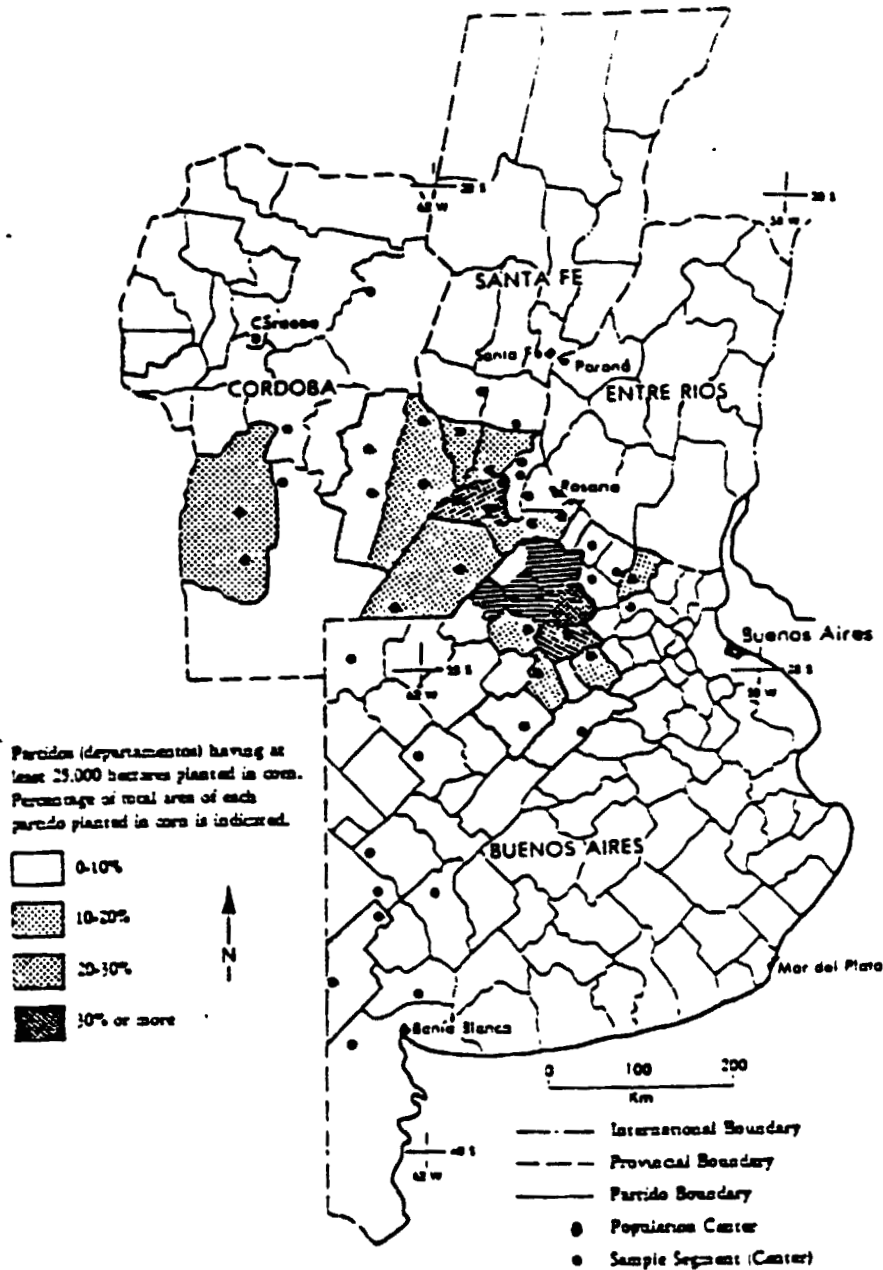 SANTA FE
Santa Fe
Paraná
CORDOBA
ENTRE RIOS
62 W
Rosario
Buenos Aires
62 W
Partidos (departamentos) having at
least 25,000 hectares planted in corn.
Percentage of total area of each
partido planted in corn is indicated.
0-10%
10-20%
20-30%
30% or more
N
BUENOS AIRES
Mar del Plata
Bahia Blanca
0 100 200
Km
40 S
62 W
International Boundary
Provincial Boundary
Partido Boundary
Population Center
Sample Segment (Center)